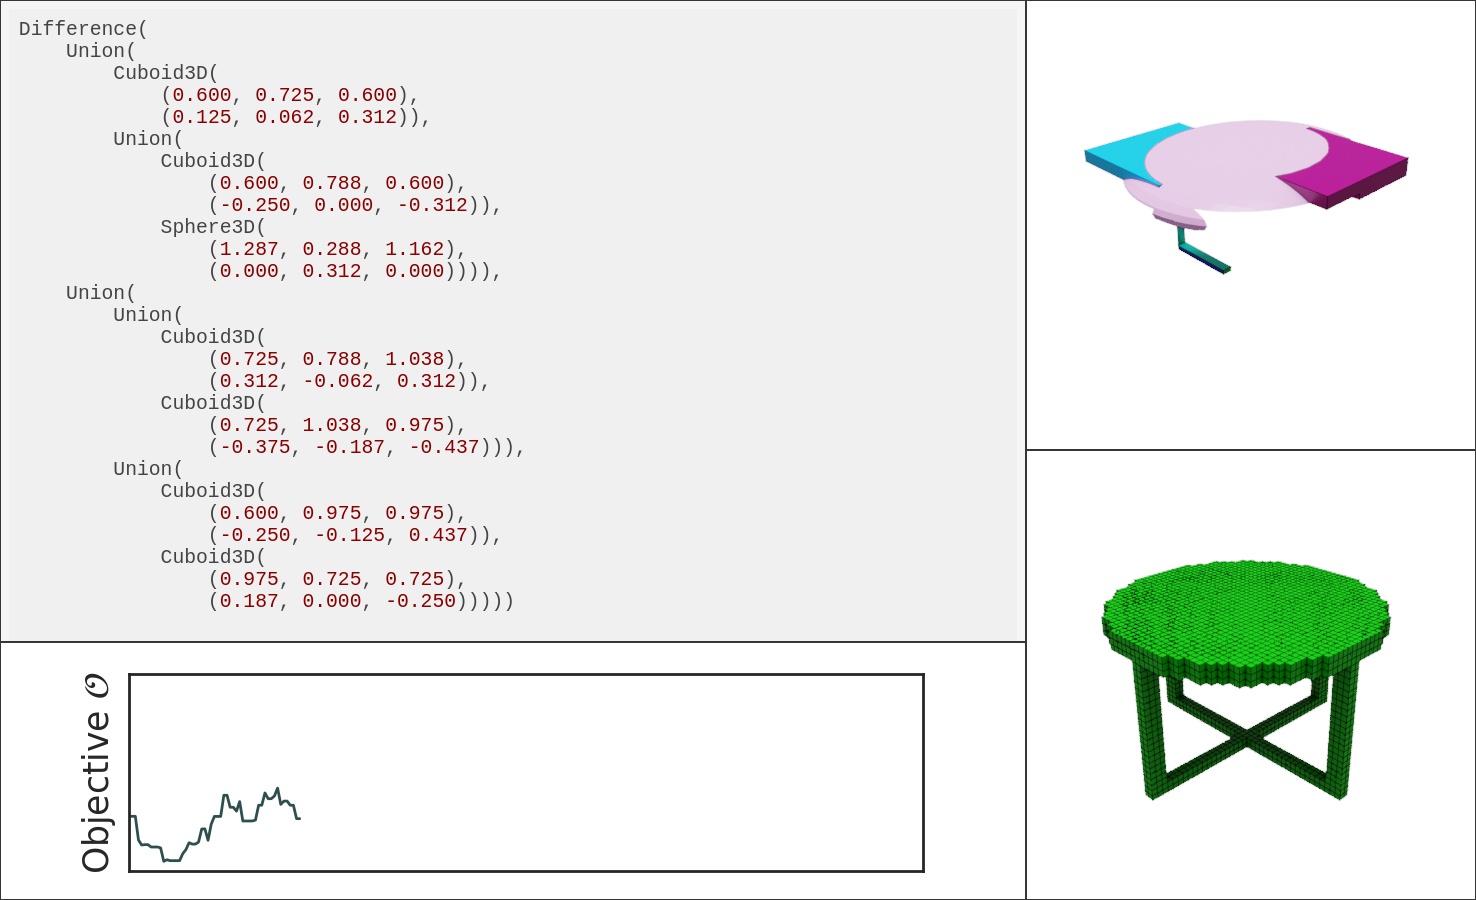 Difference(
    Union(
        Cuboid3D(
            (0.600, 0.725, 0.600),
            (0.125, 0.062, 0.312)),
        Union(
            Cuboid3D(
                (0.600, 0.788, 0.600),
                (-0.250, 0.000, -0.312)),
            Sphere3D(
                (1.287, 0.288, 1.162),
                (0.000, 0.312, 0.000)))),
    Union(
        Union(
            Cuboid3D(
                (0.725, 0.788, 1.038),
                (0.312, -0.062, 0.312)),
            Cuboid3D(
                (0.725, 1.038, 0.975),
                (-0.375, -0.187, -0.437))),
        Union(
            Cuboid3D(
                (0.600, 0.975, 0.975),
                (-0.250, -0.125, 0.437)),
            Cuboid3D(
                (0.975, 0.725, 0.725),
                (0.187, 0.000, -0.250)))))
Objective 𝒪